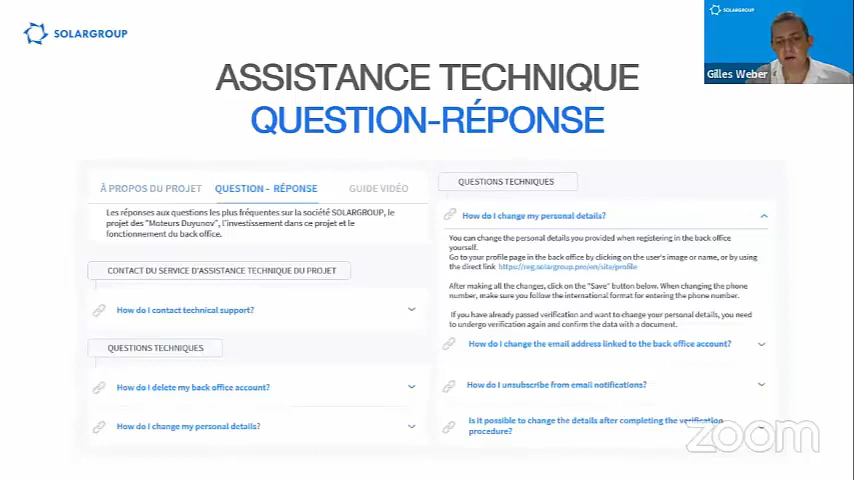 SOLARGROUP
SOLARGROUP
Gilles Weber
ASSISTANCE TECHNIQUE
QUESTION-RÉPONSE
À PROPOS DU PROJET
QUESTION - RÉPONSE
GUIDE VIDÉO
Les réponses aux questions les plus fréquentes sur la société SOLARGROUP, le
projet des "Moteurs Duyunov", l'investissement dans ce projet et le
fonctionnement du back office.
CONTACT DU SERVICE D'ASSISTANCE TECHNIQUE DU PROJET
How do I contact technical support?
QUESTIONS TECHNIQUES
How do I delete my back office account?
How do I change my personal details?
QUESTIONS TECHNIQUES
How do I change my personal details?
You can change the personal details you provided when registering in the back office
yourself.
Go to your profile page in the back office by clicking on the user's image or name, or by using
the direct link https://reg.solargroup.pro/en/site/profile
After making all the changes, click on the "Save" button below. When changing the phone
number, make sure you follow the international format for entering the phone number.
If you have already passed verification and want to change your personal details, you need
to undergo verification again and confirm the data with a document.
How do I change the email address linked to the back office account?
How do I unsubscribe from email notifications?
Is it possible to change the details after completing the verification
procedure?
zoom